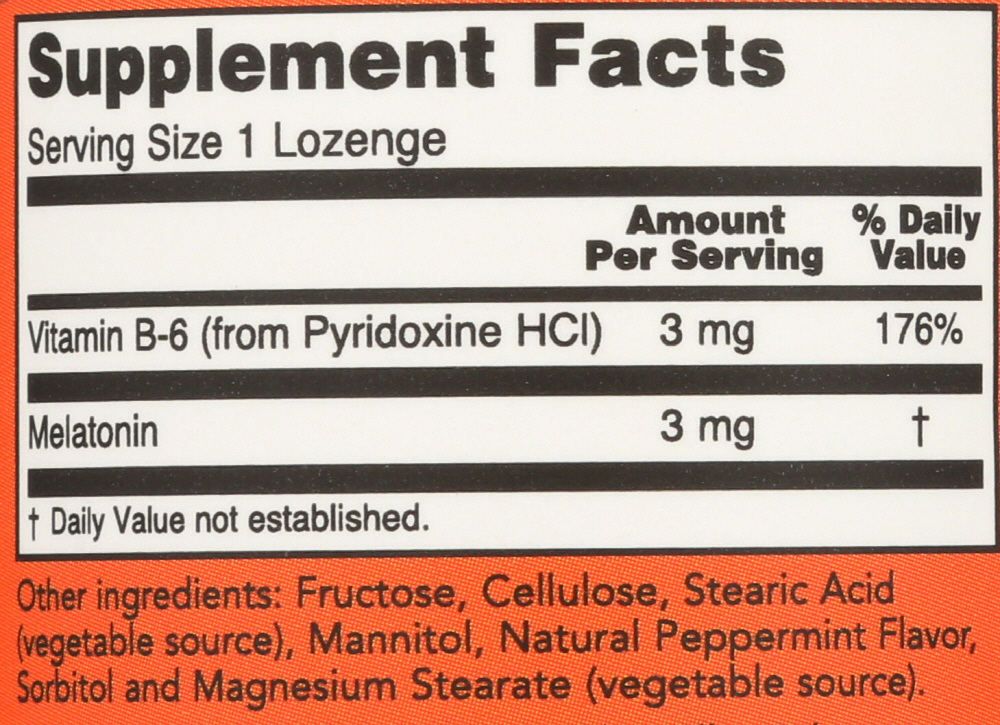 Supplement Facts
Serving Size 1 Lozenge
Amount Per Serving % Daily Value
Vitamin B-6 (from Pyridoxine HCl) 3 mg 176%
Melatonin 3 mg †
† Daily Value not established.
Other ingredients: Fructose, Cellulose, Stearic Acid
(vegetable source), Mannitol, Natural Peppermint Flavor,
Sorbitol and Magnesium Stearate (vegetable source).